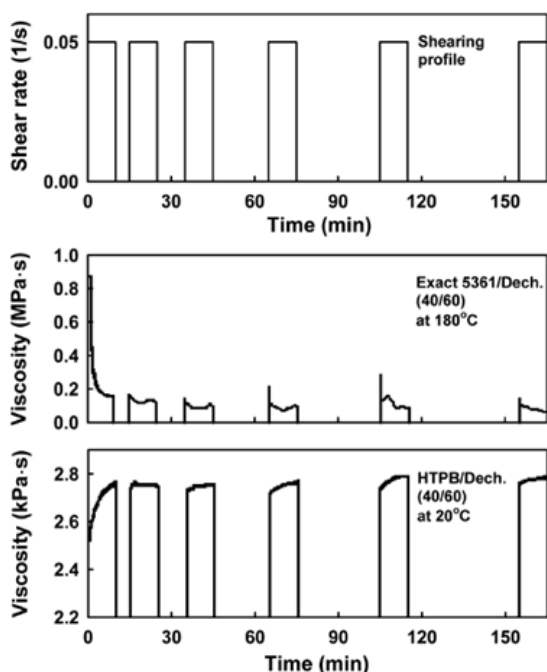 Shear rate (1/s)
0.05
0.00
Shearing
profile
0 30 60 90 120 150
Time (min)
Viscosity (MPa·s)
1.0
0.8
0.6
0.4
0.2
0.0
Exact 5361/Dech.
(40/60)
at 180°C
Viscosity (kPa·s)
2.8
2.6
2.4
2.2
HTPB/Dech.
(40/60)
at 20°C
0 30 60 90 120 150
Time (min)